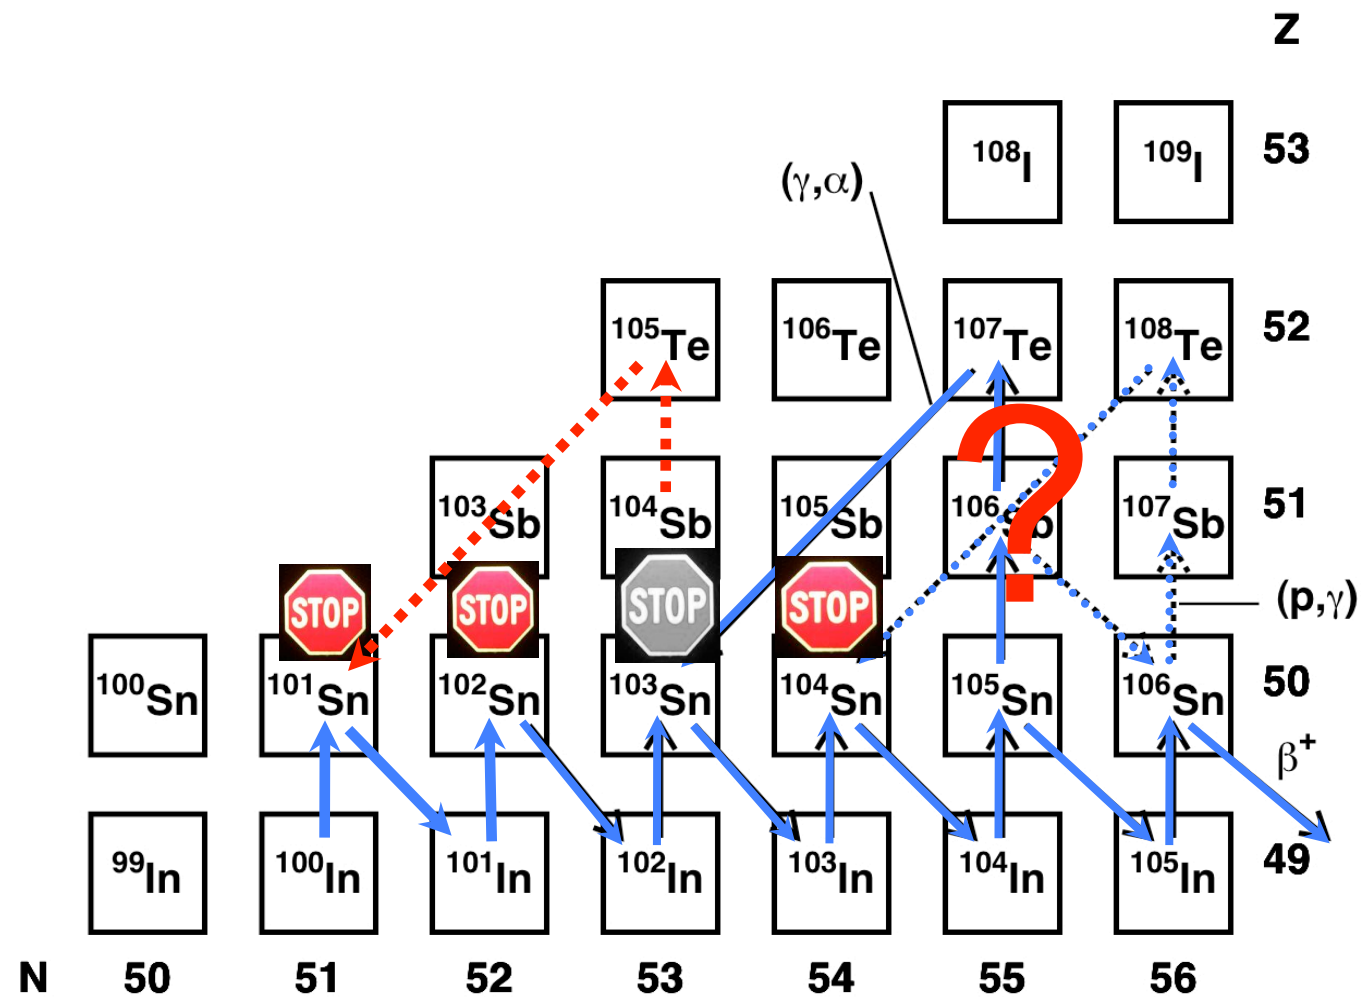 Z
¹⁰⁸I ¹⁰⁹I 53
(γ,α)
¹⁰⁵Te ¹⁰⁶Te ¹⁰⁷Te ¹⁰⁸Te 52
?
¹⁰³Sb ¹⁰⁴Sb ¹⁰⁵Sb ¹⁰⁶Sb ¹⁰⁷Sb 51
STOP STOP STOP STOP (p,γ)
¹⁰⁰Sn ¹⁰¹Sn ¹⁰²Sn ¹⁰³Sn ¹⁰⁴Sn ¹⁰⁵Sn ¹⁰⁶Sn 50
β⁺
⁹⁹In ¹⁰⁰In ¹⁰¹In ¹⁰²In ¹⁰³In ¹⁰⁴In ¹⁰⁵In 49
N 50 51 52 53 54 55 56